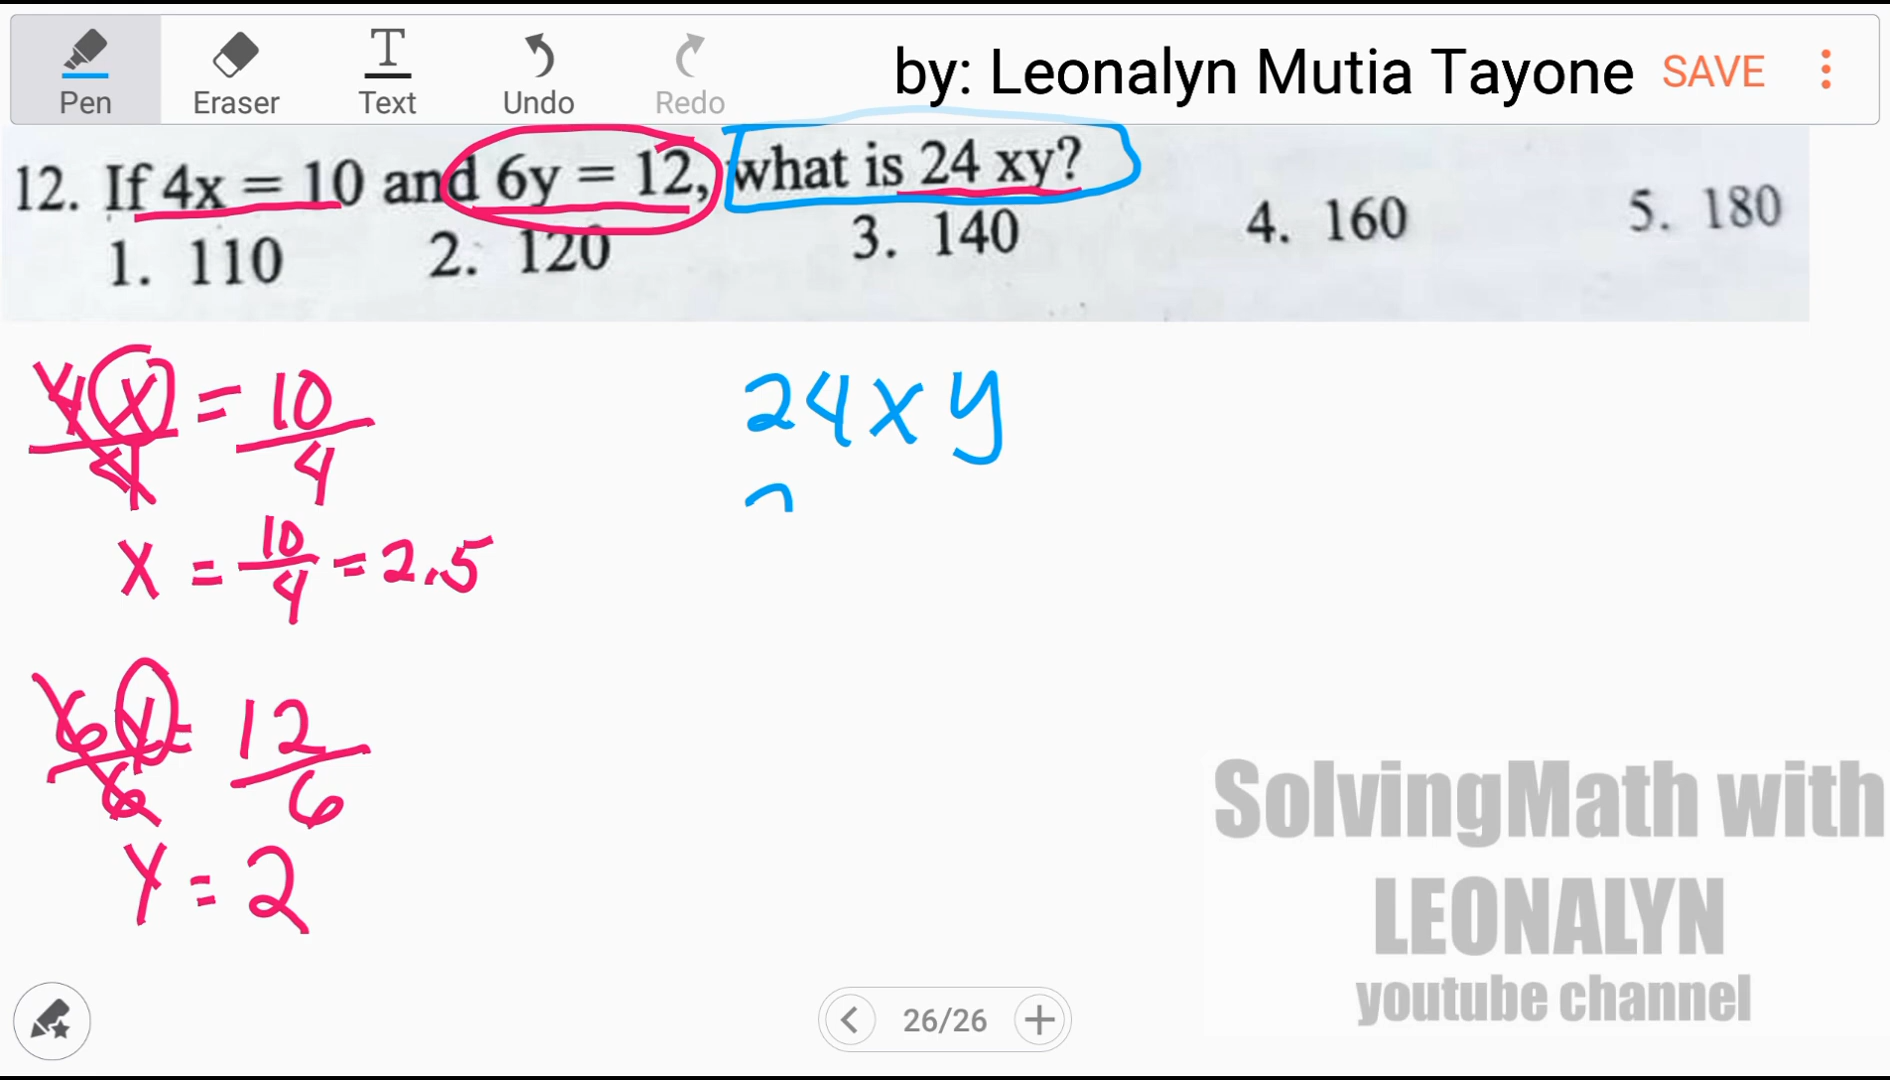 Pen Eraser Text Undo Redo by: Leonalyn Mutia Tayone SAVE
12. If 4x = 10 and 6y = 12, what is 24 xy?
1. 110 2. 120 3. 140 4. 160 5. 180
4x/4 = 10/4
x = 10/4 = 2.5
6y/6 = 12/6
y = 2
24xy
SolvingMath with
LEONALYN
youtube channel
26/26